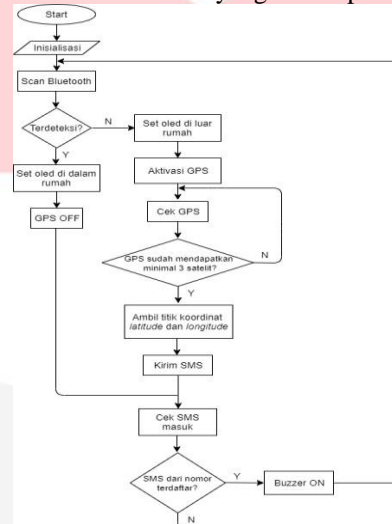 Start
Inisialisasi
Scan Bluetooth
Terdeteksi?
N
Y
Set oled di luar
rumah
Set oled di dalam
rumah
Aktivasi GPS
GPS OFF
Cek GPS
GPS sudah mendapatkan
minimal 3 satelit?
N
Y
Ambil titik koordinat
latitude dan longitude
Kirim SMS
Cek SMS
masuk
SMS dari nomor
terdaftar?
Y
Buzzer ON
N